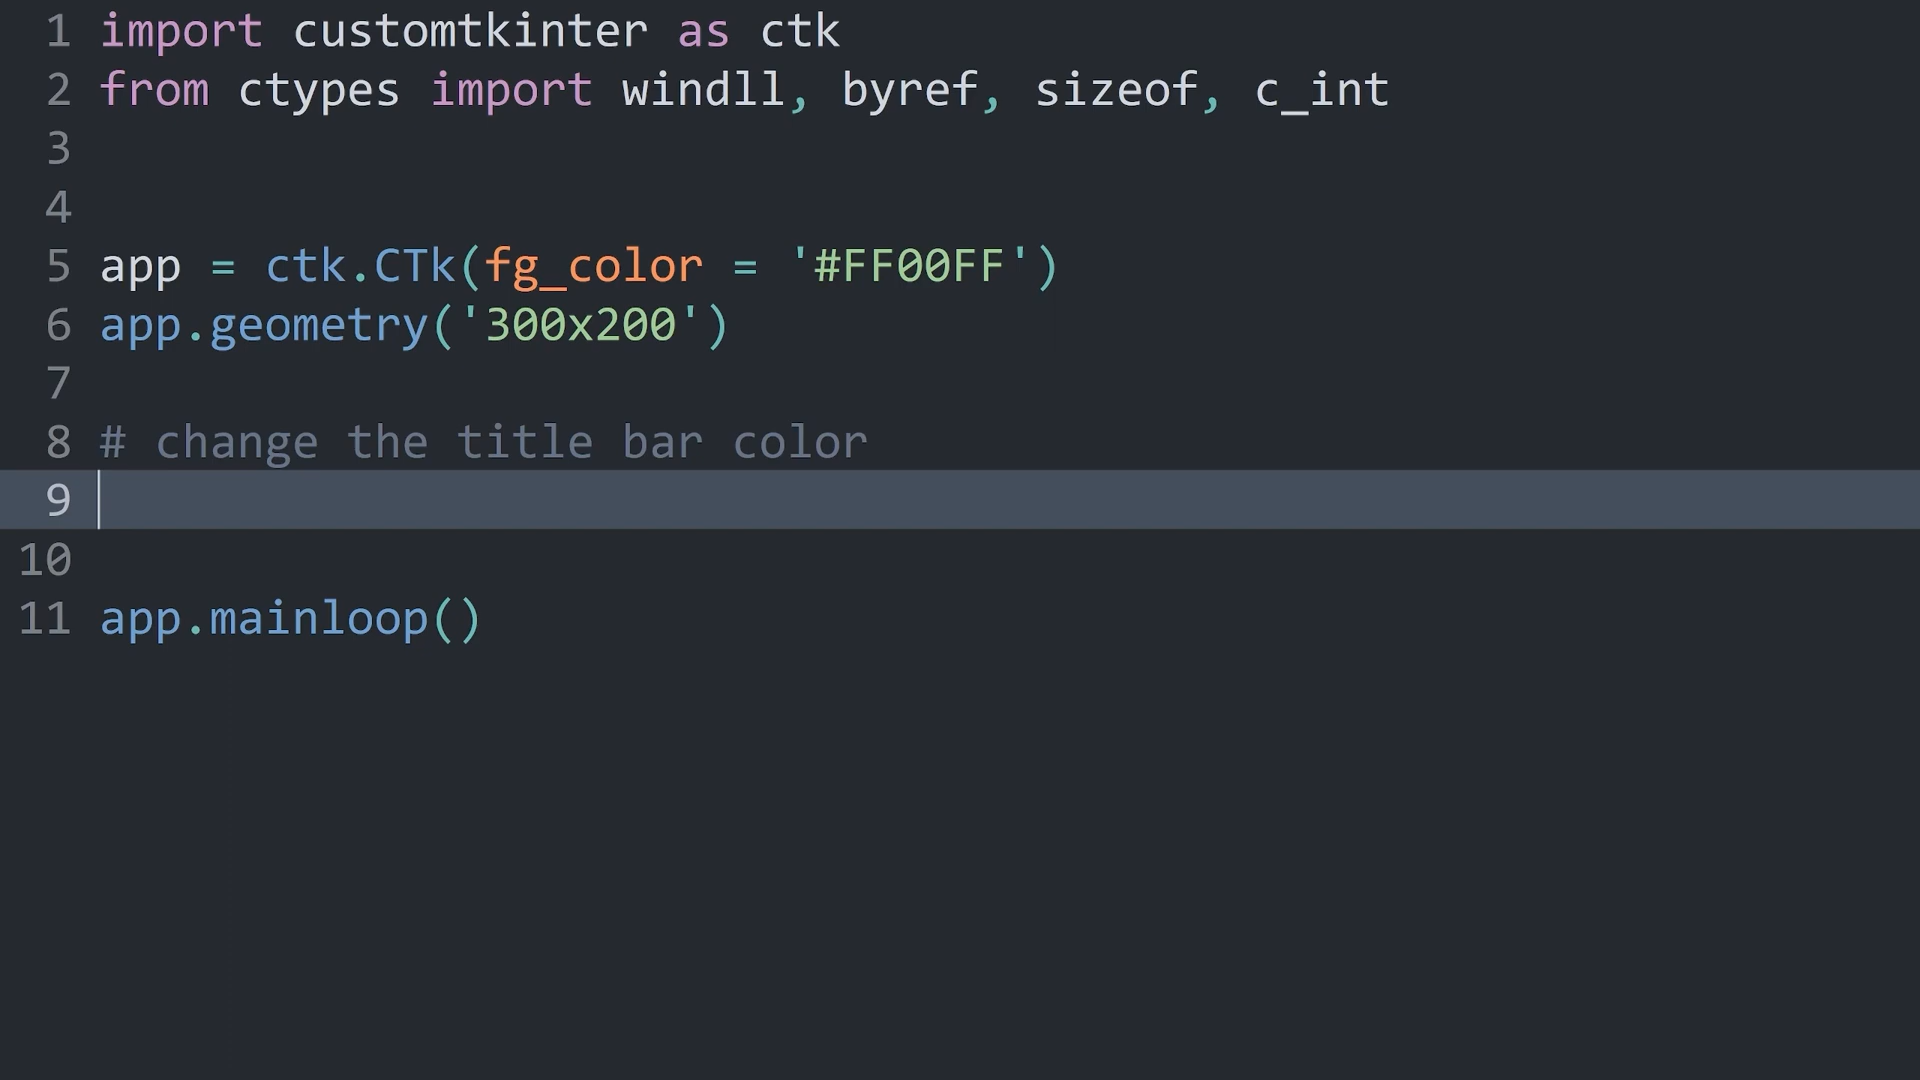 1 import customtkinter as ctk
2 from ctypes import windll, byref, sizeof, c_int
3
4
5 app = ctk.CTk(fg_color = '#FF00FF')
6 app.geometry('300x200')
7
8 # change the title bar color
9
10
11 app.mainloop()